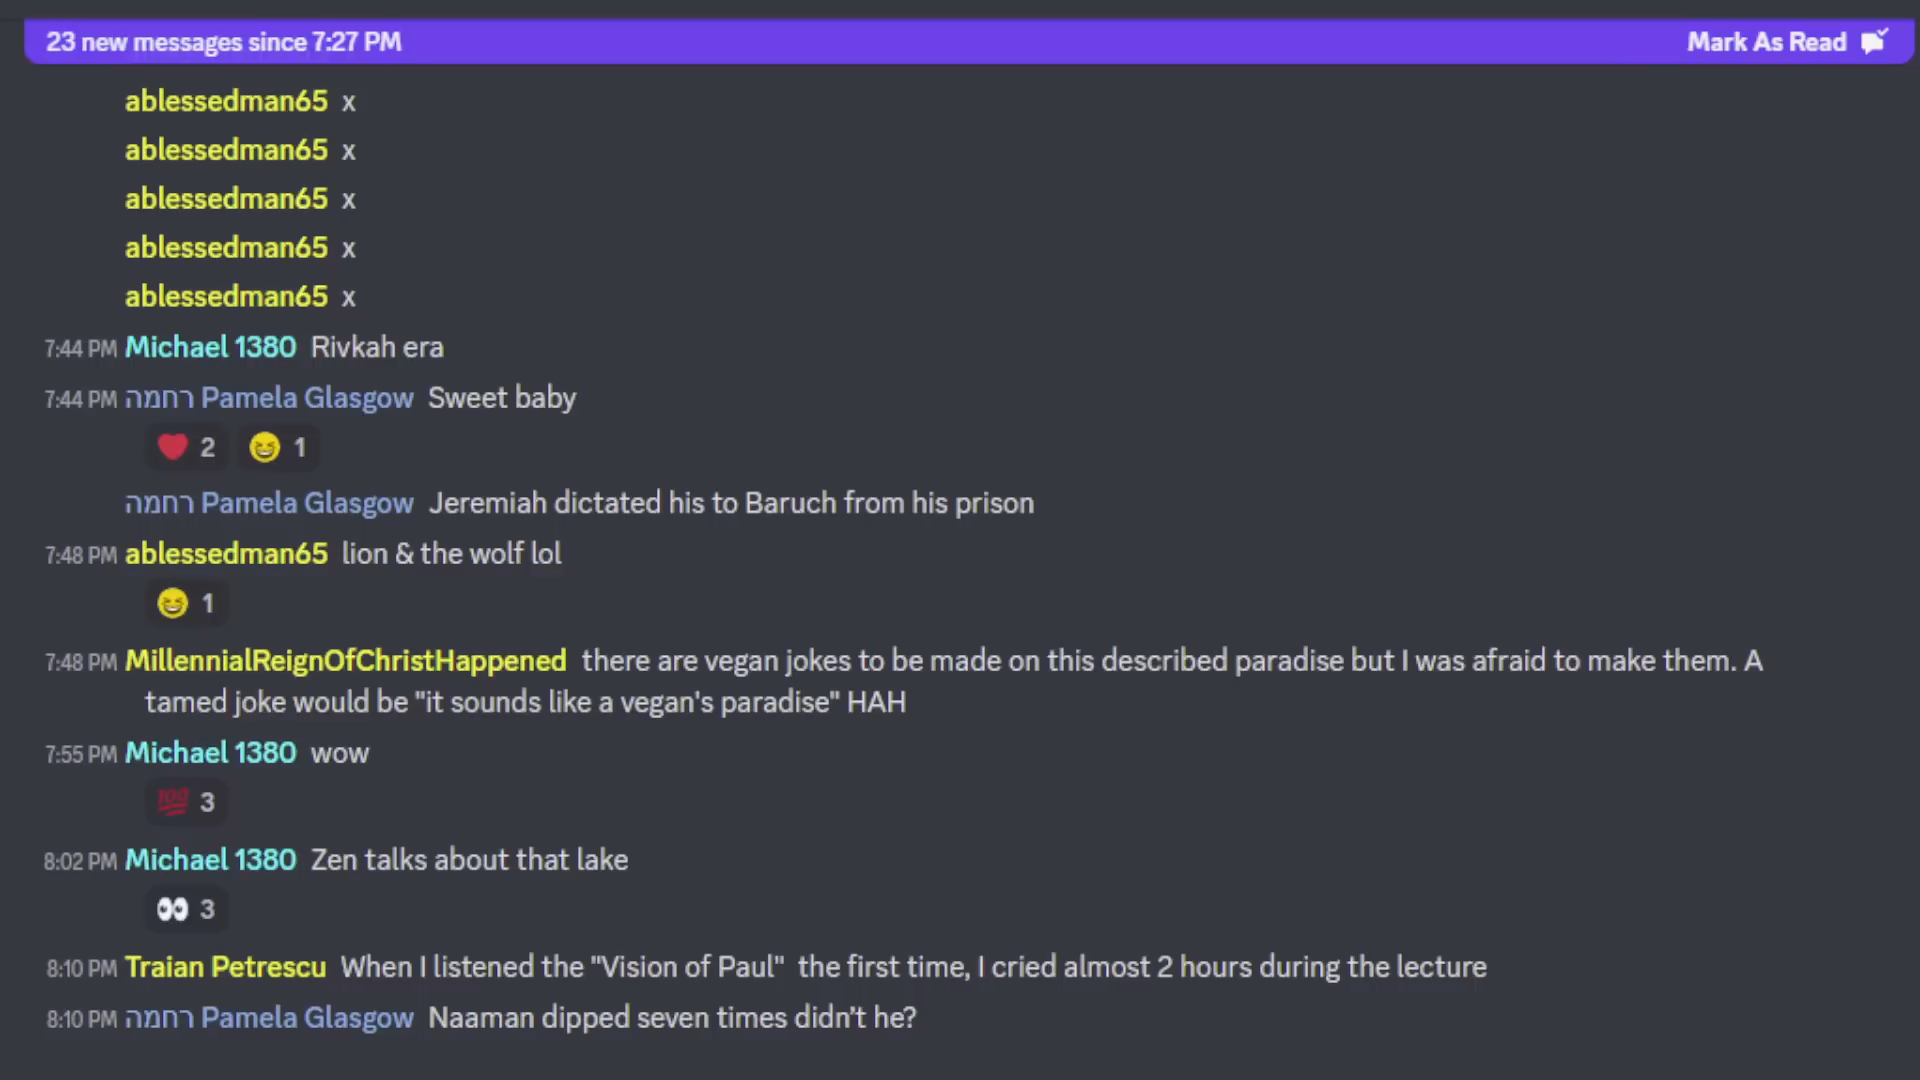 23 new messages since 7:27 PM Mark As Read
ablessedman65 x
ablessedman65 x
ablessedman65 x
ablessedman65 x
ablessedman65 x
7:44 PM Michael 1380 Rivkah era
7:44 PM רחמה Pamela Glasgow Sweet baby
2 1
רחמה Pamela Glasgow Jeremiah dictated his to Baruch from his prison
7:48 PM ablessedman65 lion & the wolf lol
1
7:48 PM MillennialReignOfChristHappened there are vegan jokes to be made on this described paradise but I was afraid to make them. A
tamed joke would be "it sounds like a vegan's paradise" HAH
7:55 PM Michael 1380 wow
100 3
8:02 PM Michael 1380 Zen talks about that lake
3
8:10 PM Traian Petrescu When I listened the "Vision of Paul" the first time, I cried almost 2 hours during the lecture
8:10 PM רחמה Pamela Glasgow Naaman dipped seven times didn't he?